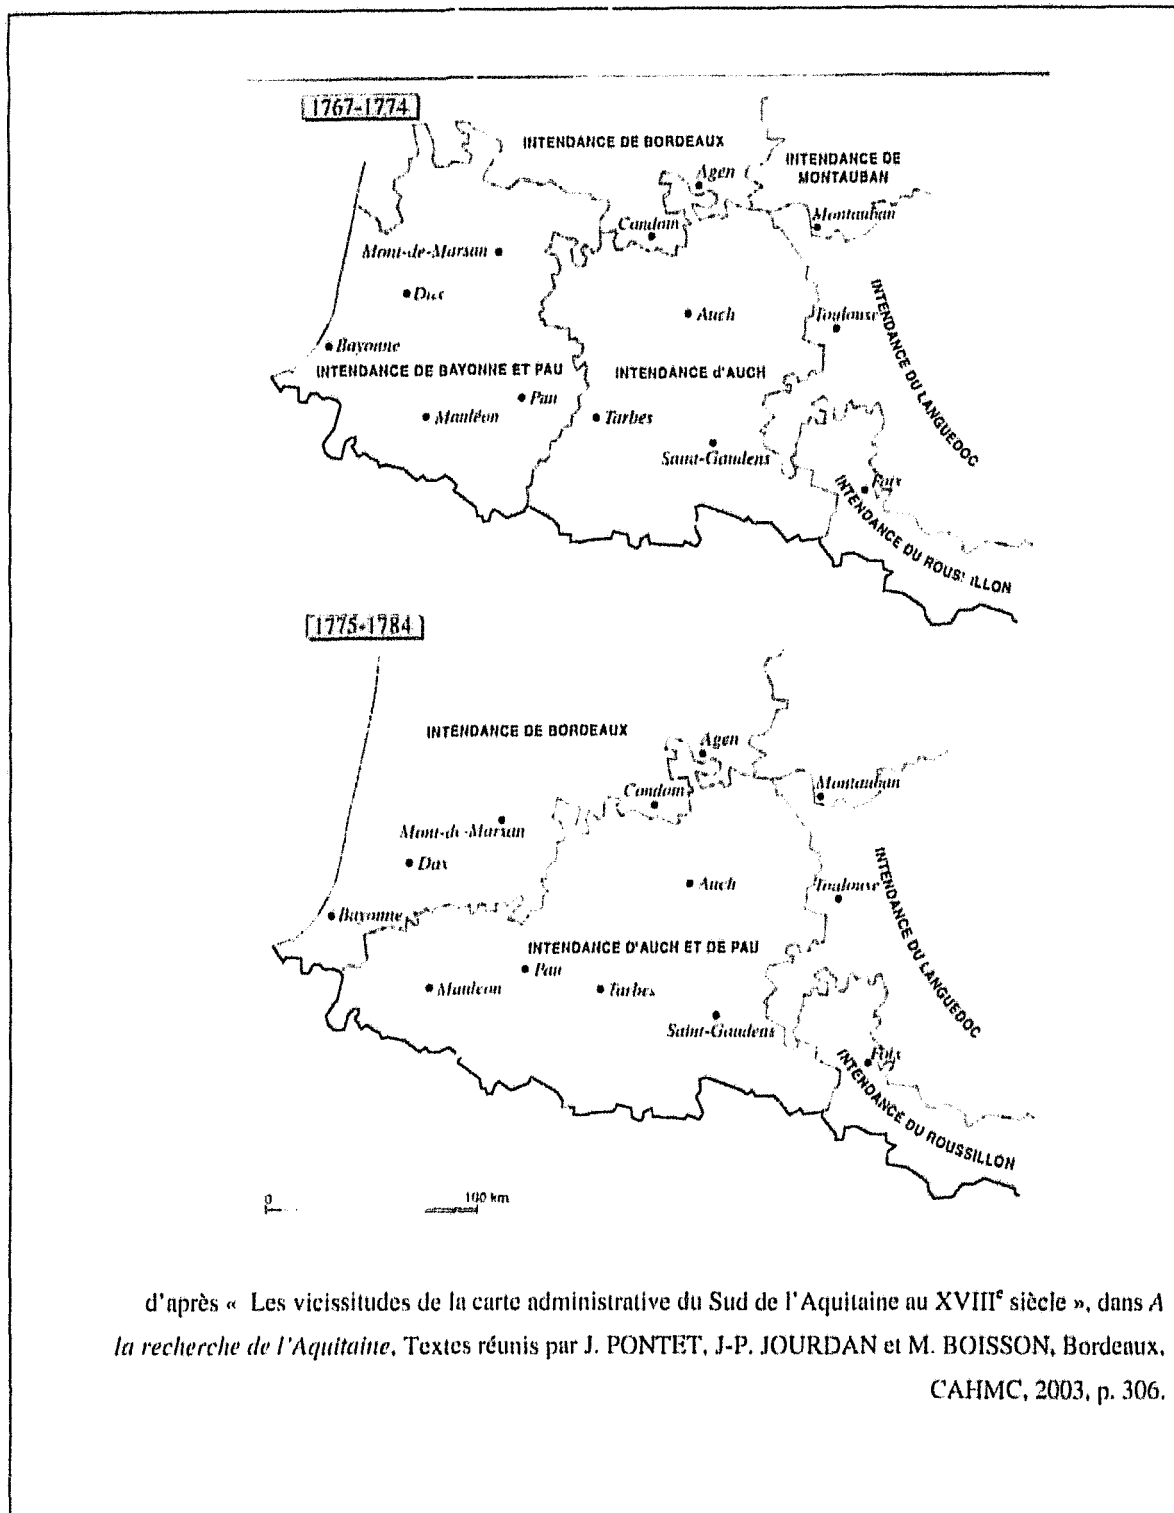 1767-1774
INTENDANCE DE BORDEAUX
INTENDANCE DE
MONTAUBAN
Agen
Condom
Montauban
Mont-de-Marsan
Dax
Auch
Toulouse
INTENDANCE DU LANGUEDOC
Bayonne
INTENDANCE DE BAYONNE ET PAU
INTENDANCE d'AUCH
Pau
Mauléon
Tarbes
Saint-Gaudens
Foix
INTENDANCE DU ROUSSILLON
1775-1784
INTENDANCE DE BORDEAUX
Agen
Condom
Montauban
Mont-de-Marsan
Dax
Auch
Toulouse
INTENDANCE DU LANGUEDOC
Bayonne
INTENDANCE D'AUCH ET DE PAU
Pau
Mauleon
Tarbes
Saint-Gaudens
Foix
INTENDANCE DU ROUSSILLON
0 100 km
d'après « Les vicissitudes de la carte administrative du Sud de l'Aquitaine au XVIIIe siècle », dans A
la recherche de l'Aquitaine, Textes réunis par J. PONTET, J-P. JOURDAN et M. BOISSON, Bordeaux,
CAHMC, 2003, p. 306.